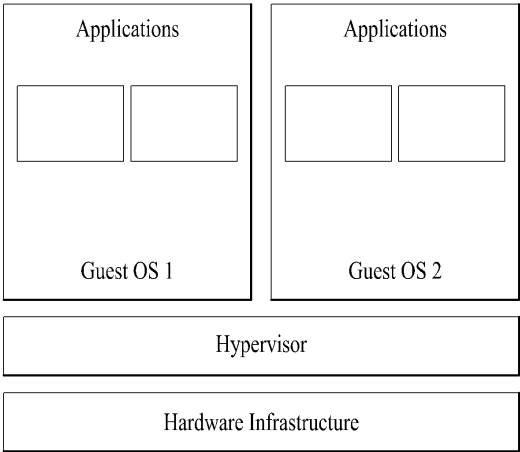 Applications
Applications
Guest OS 1
Guest OS 2
Hypervisor
Hardware Infrastructure